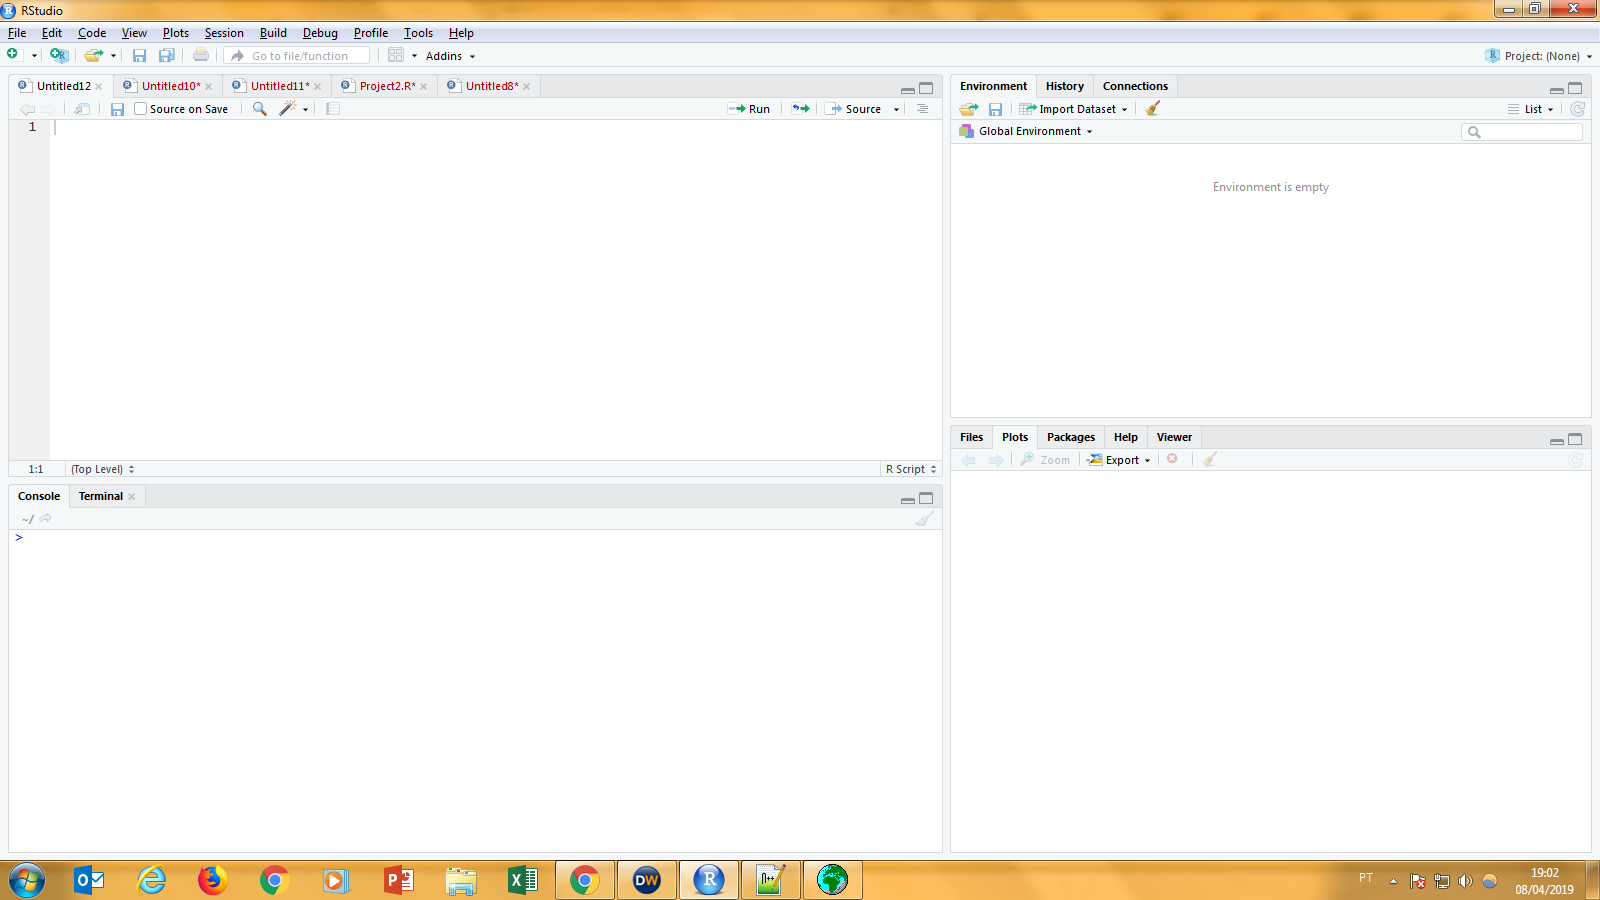 RStudio
File Edit Code View Plots Session Build Debug Profile Tools Help
Go to file/function Addins Project: (None)
Untitled12 Untitled10* Untitled11* Project2.R* Untitled8*
Source on Save Run Source
1
1:1 (Top Level) R Script
Console Terminal
~/
>
Environment History Connections
Import Dataset List
Global Environment
Environment is empty
Files Plots Packages Help Viewer
Zoom Export
PT 19:02
08/04/2019